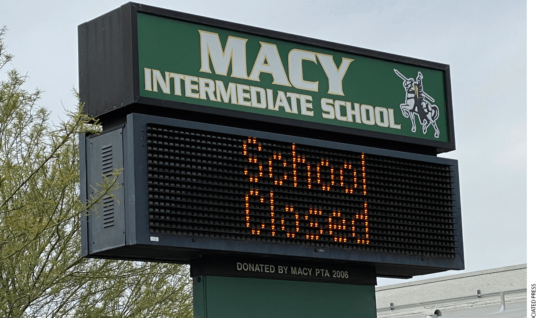 MACY
INTERMEDIATE SCHOOL
School
Closed
DONATED BY MACY PTA 2006